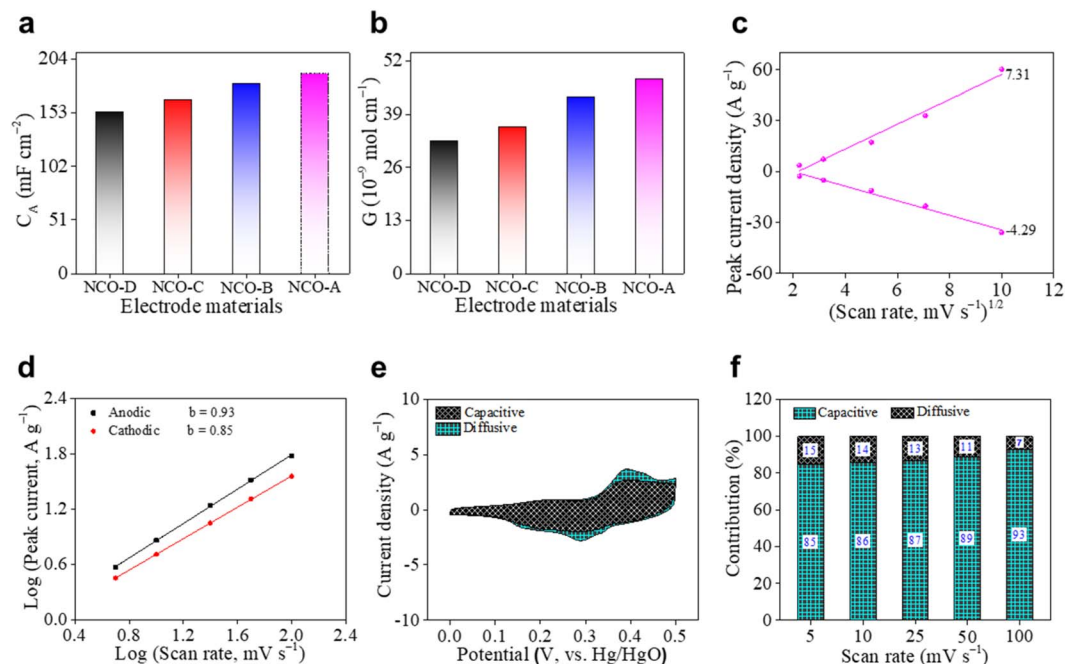 a
204
153
102
51
0
C_A (mF cm⁻²)
NCO-D NCO-C NCO-B NCO-A
Electrode materials
b
52
39
26
13
0
G (10⁻⁹ mol cm⁻¹)
NCO-D NCO-C NCO-B NCO-A
Electrode materials
c
60
30
0
-30
-60
Peak current density (A g⁻¹)
7.31
-4.29
2 4 6 8 10 12
(Scan rate, mV s⁻¹)^1/2
d
2.4
1.8
1.2
0.6
0.0
Log (Peak current, A g⁻¹)
Anodic b = 0.93
Cathodic b = 0.85
0.4 0.8 1.2 1.6 2.0 2.4
Log (Scan rate, mV s⁻¹)
e
10
5
0
-5
-10
Current density (A g⁻¹)
Capacitive
Diffusive
0.0 0.1 0.2 0.3 0.4 0.5
Potential (V, vs. Hg/HgO)
f
120
100
80
60
40
20
0
Contribution (%)
Capacitive Diffusive
15 14 13 11 7
85 86 87 89 93
5 10 25 50 100
Scan rate (mV s⁻¹)